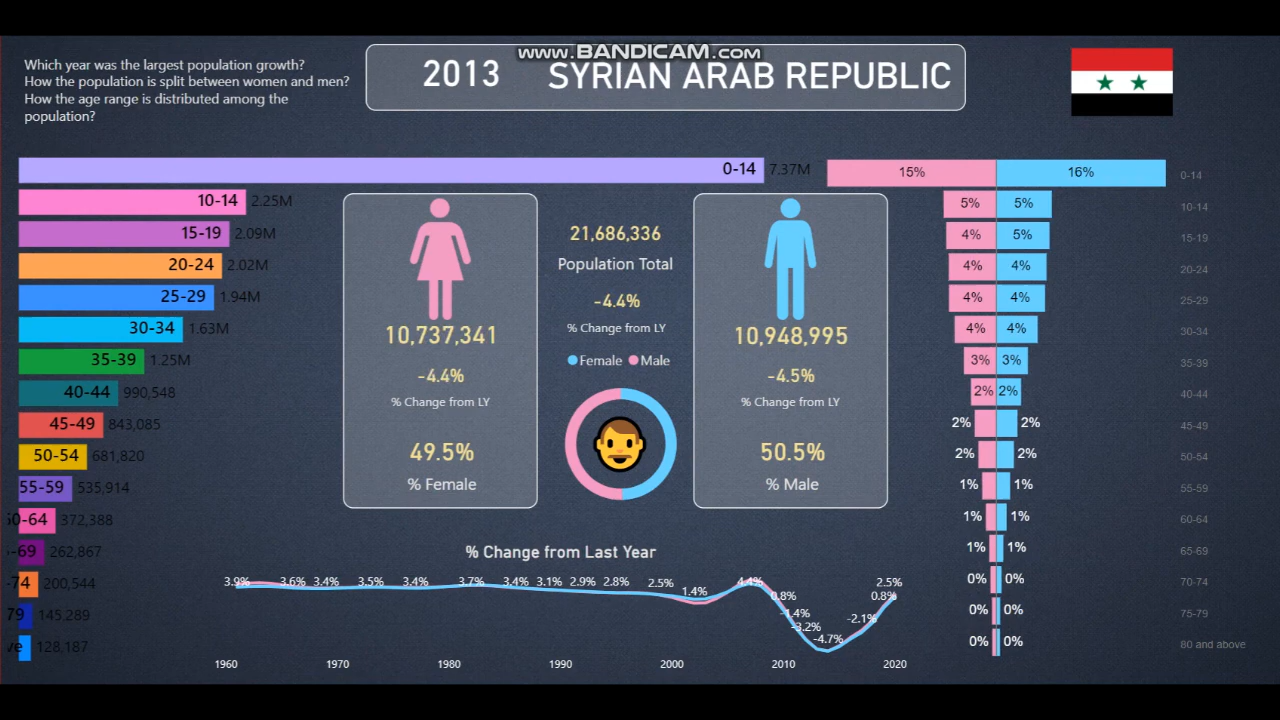 www.BANDICAM.com
Which year was the largest population growth?
How the population is split between women and men?
How the age range is distributed among the
population?
2013 SYRIAN ARAB REPUBLIC
0-14 7.37M
10-14 2.25M
15-19 2.09M
20-24 2.02M
25-29 1.94M
30-34 1.63M
35-39 1.25M
40-44 990,548
45-49 843,085
50-54 681,820
55-59 535,914
60-64 372,388
-69 262,867
-74 200,544
79 145,289
ve 128,187
10,737,341
-4.4%
% Change from LY
49.5%
% Female
21,686,336
Population Total
-4.4%
% Change from LY
Female Male
10,948,995
-4.5%
% Change from LY
50.5%
% Male
15% 16% 0-14
5% 5% 10-14
4% 5% 15-19
4% 4% 20-24
4% 4% 25-29
4% 4% 30-34
3% 3% 35-39
2% 2% 40-44
2% 2% 45-49
2% 2% 50-54
1% 1% 55-59
1% 1% 60-64
1% 1% 65-69
0% 0% 70-74
0% 0% 75-79
0% 0% 80 and above
% Change from Last Year
3.9% 3.6% 3.4% 3.5% 3.4% 3.7% 3.4% 3.1% 2.9% 2.8% 2.5% 1.4% 4.4% 0.8% -1.4% -3.2% -4.7% -2.1% 0.8% 2.5%
1960 1970 1980 1990 2000 2010 2020